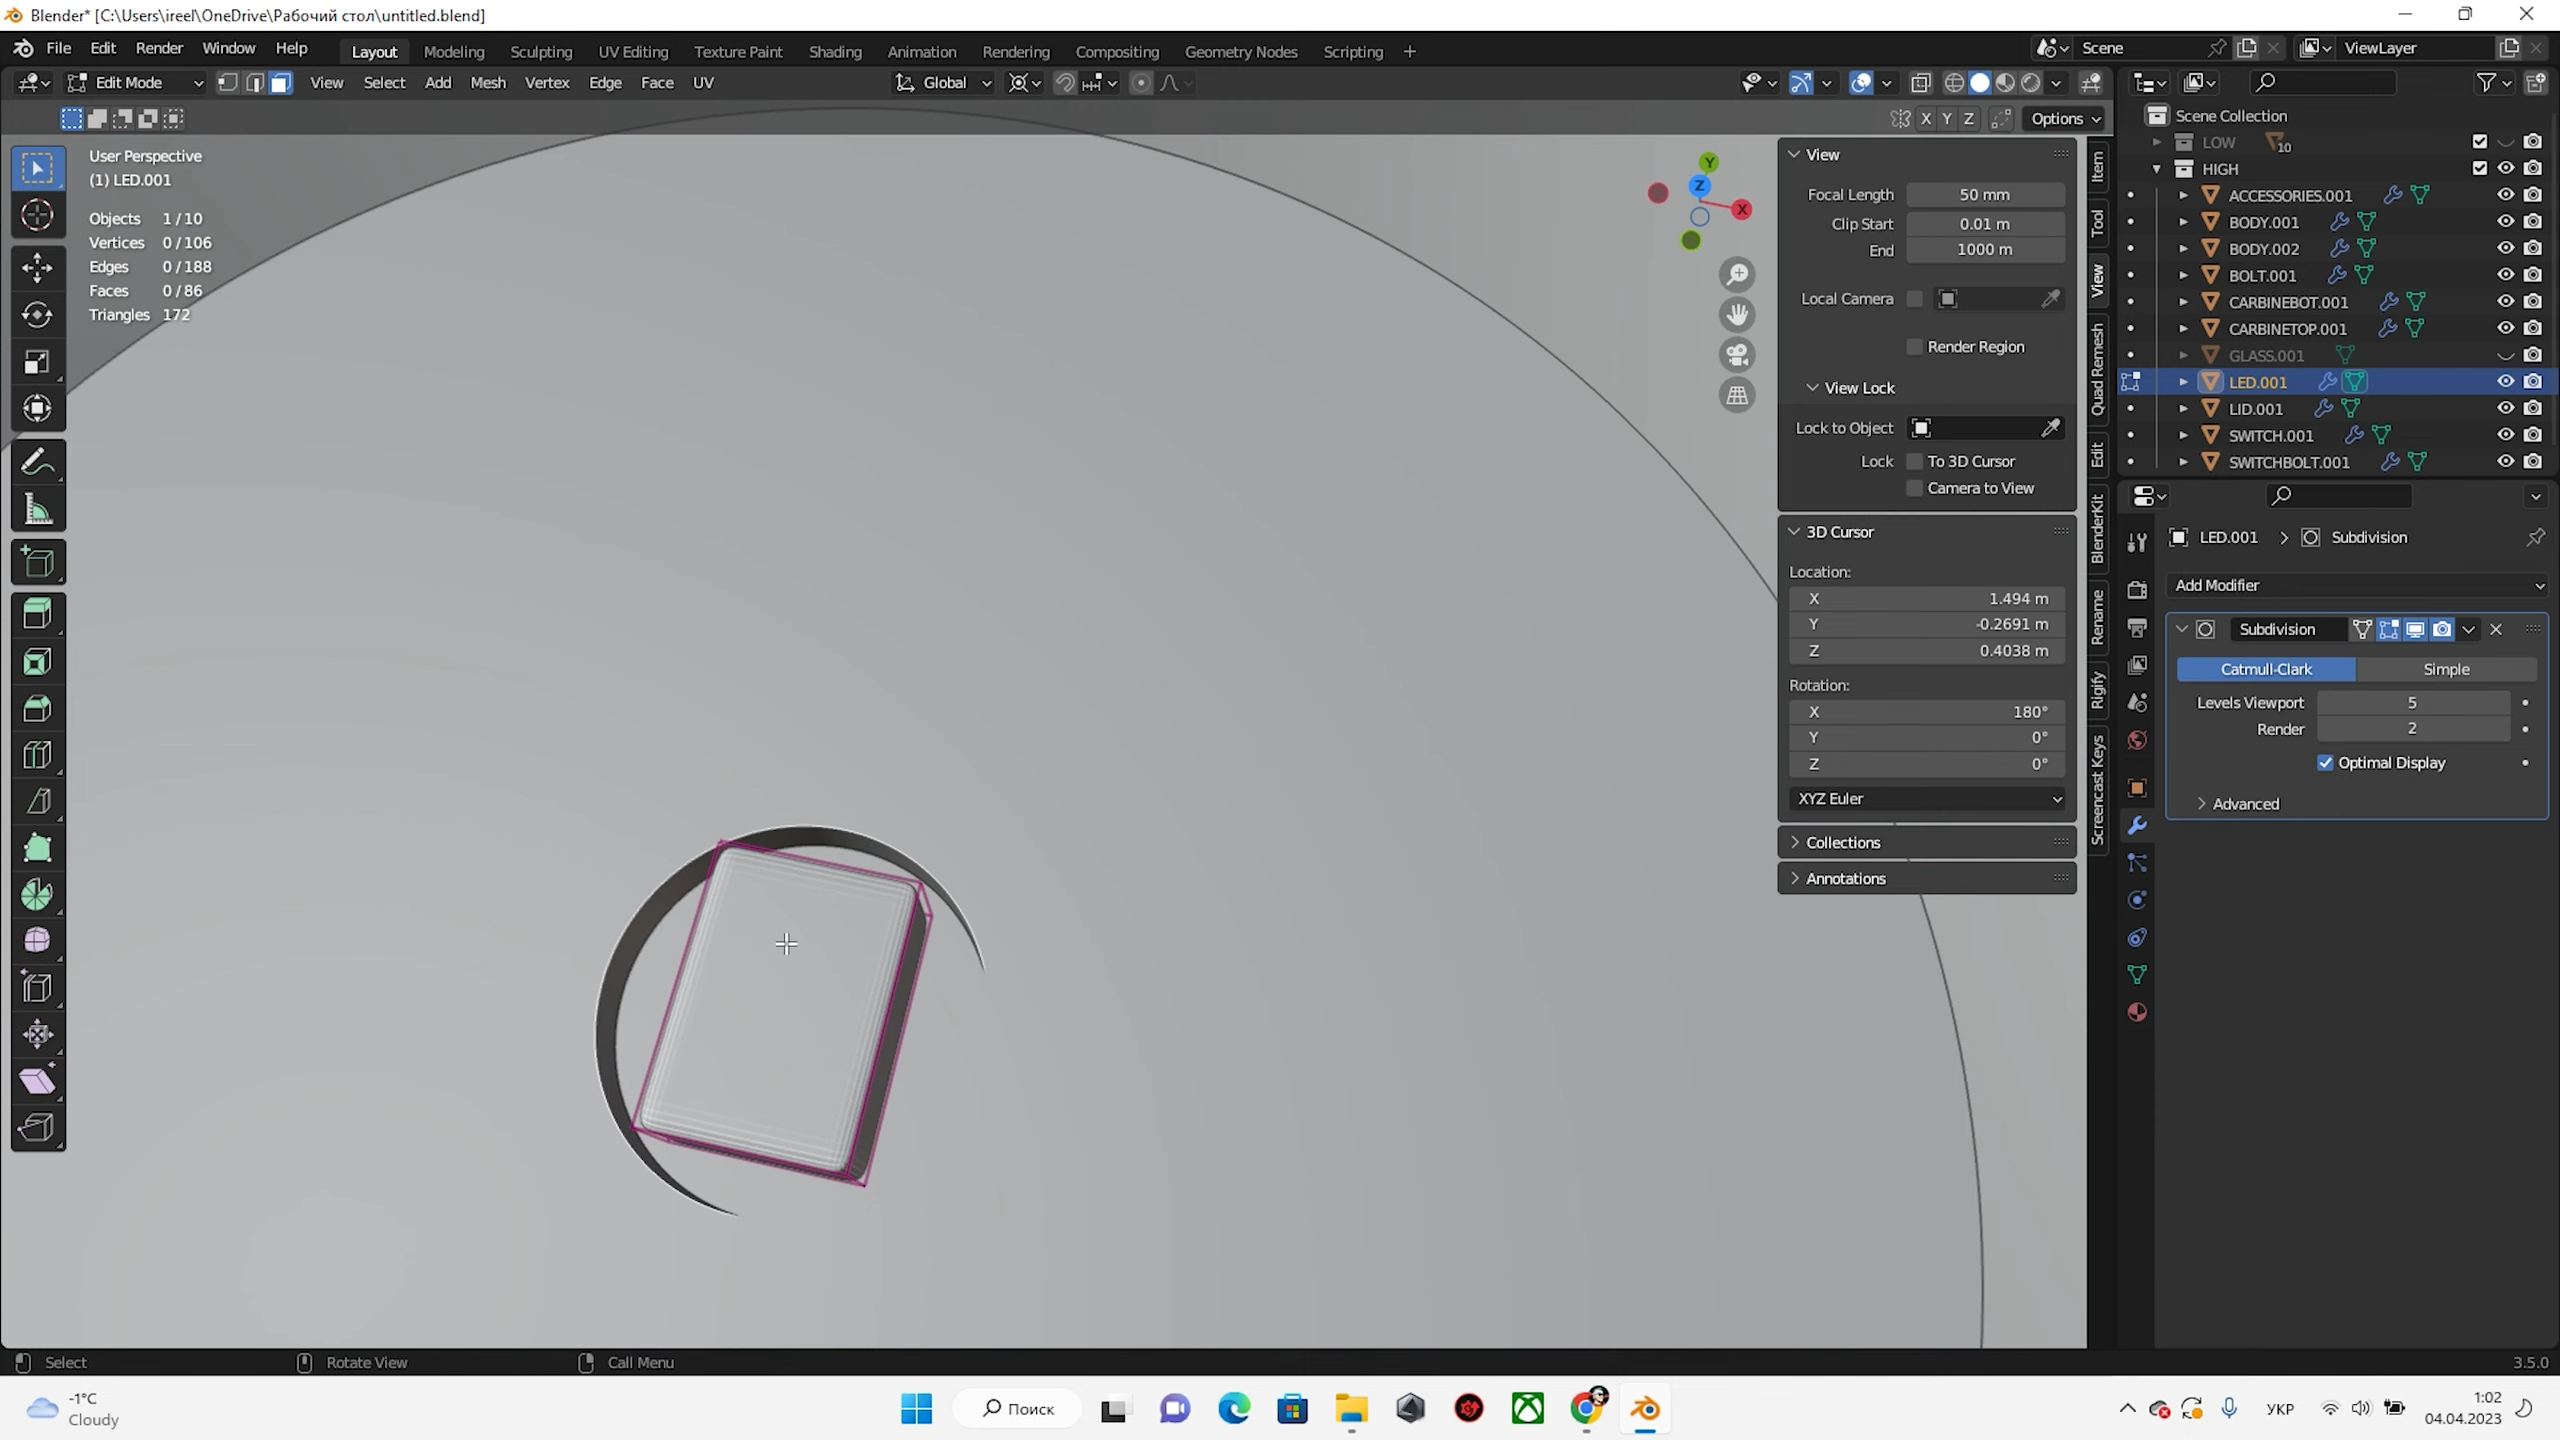 Blender* [C:\Users\ireel\OneDrive\Рабочий стол\untitled.blend]
File Edit Render Window Help Layout Modeling Sculpting UV Editing Texture Paint Shading Animation Rendering Compositing Geometry Nodes Scripting + Scene ViewLayer
Edit Mode View Select Add Mesh Vertex Edge Face UV Global
X Y Z Options
User Perspective
(1) LED.001
Objects 1 / 10
Vertices 0 / 106
Edges 0 / 188
Faces 0 / 86
Triangles 172
Y
Z
X
View
Focal Length 50 mm
Clip Start 0.01 m
End 1000 m
Local Camera
Render Region
View Lock
Lock to Object
Lock To 3D Cursor
Camera to View
3D Cursor
Location:
X 1.494 m
Y -0.2691 m
Z 0.4038 m
Rotation:
X 180°
Y 0°
Z 0°
XYZ Euler
Collections
Annotations
Item
Tool
View
Quad Remesh
Edit
BlenderKit
Rename
Rigify
Screencast Keys
Scene Collection
LOW 10
HIGH
ACCESSORIES.001
BODY.001
BODY.002
BOLT.001
CARBINEBOT.001
CARBINETOP.001
GLASS.001
LED.001
LID.001
SWITCH.001
SWITCHBOLT.001
LED.001 > Subdivision
Add Modifier
Subdivision
Catmull-Clark Simple
Levels Viewport 5
Render 2
Optimal Display
Advanced
Select Rotate View Call Menu 3.5.0
-1°C
Cloudy
Поиск
УКР
1:02
04.04.2023